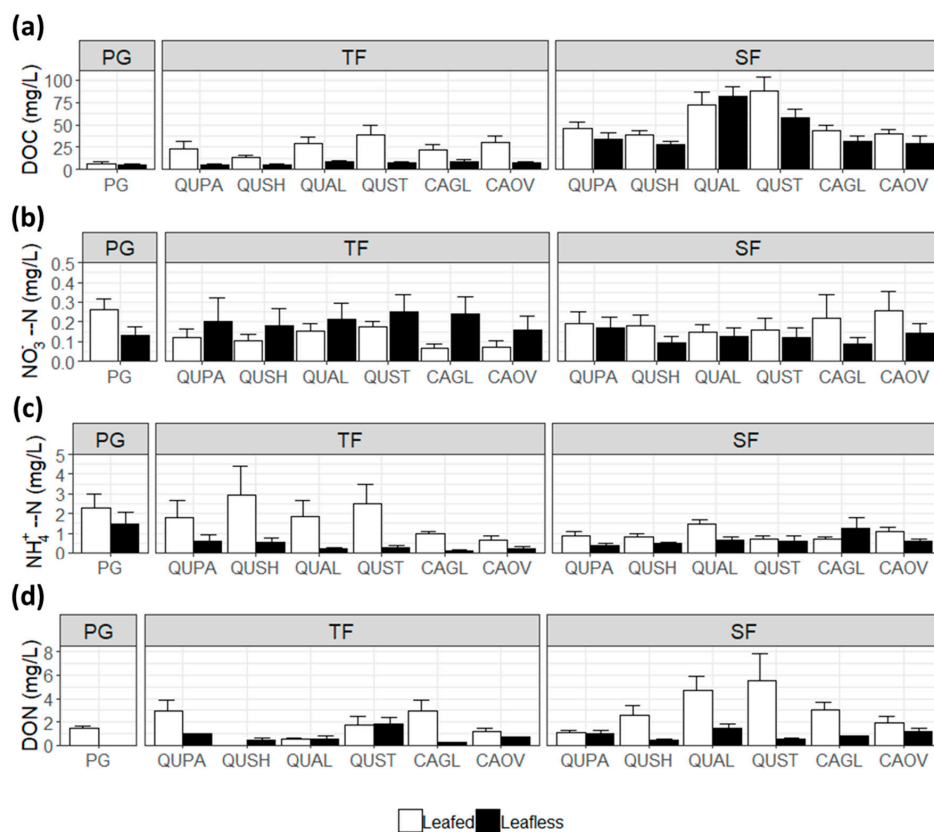 (a)
PG TF SF
DOC (mg/L)
100
75
50
25
0
PG QUPA QUSH QUAL QUST CAGL CAOV QUPA QUSH QUAL QUST CAGL CAOV
(b)
PG TF SF
NO₃⁻ --N (mg/L)
0.5
0.4
0.3
0.2
0.1
0.0
PG QUPA QUSH QUAL QUST CAGL CAOV QUPA QUSH QUAL QUST CAGL CAOV
(c)
PG TF SF
NH₄⁺ --N (mg/L)
5
4
3
2
1
0
PG QUPA QUSH QUAL QUST CAGL CAOV QUPA QUSH QUAL QUST CAGL CAOV
(d)
PG TF SF
DON (mg/L)
8
6
4
2
0
PG QUPA QUSH QUAL QUST CAGL CAOV QUPA QUSH QUAL QUST CAGL CAOV
Leafed Leafless